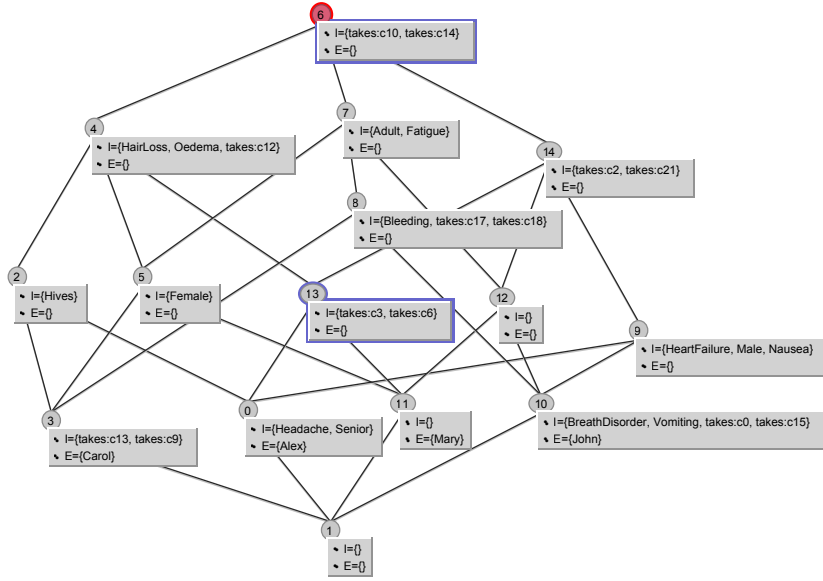 6
I={takes:c10, takes:c14}
E={}
7
I={Adult, Fatigue}
E={}
4
I={HairLoss, Oedema, takes:c12}
E={}
14
I={takes:c2, takes:c21}
E={}
8
I={Bleeding, takes:c17, takes:c18}
E={}
2
I={Hives}
E={}
5
I={Female}
E={}
13
I={takes:c3, takes:c6}
E={}
12
I={}
E={}
9
I={HeartFailure, Male, Nausea}
E={}
3
I={takes:c13, takes:c9}
E={Carol}
0
I={Headache, Senior}
E={Alex}
11
I={}
E={Mary}
10
I={BreathDisorder, Vomiting, takes:c0, takes:c15}
E={John}
1
I={}
E={}